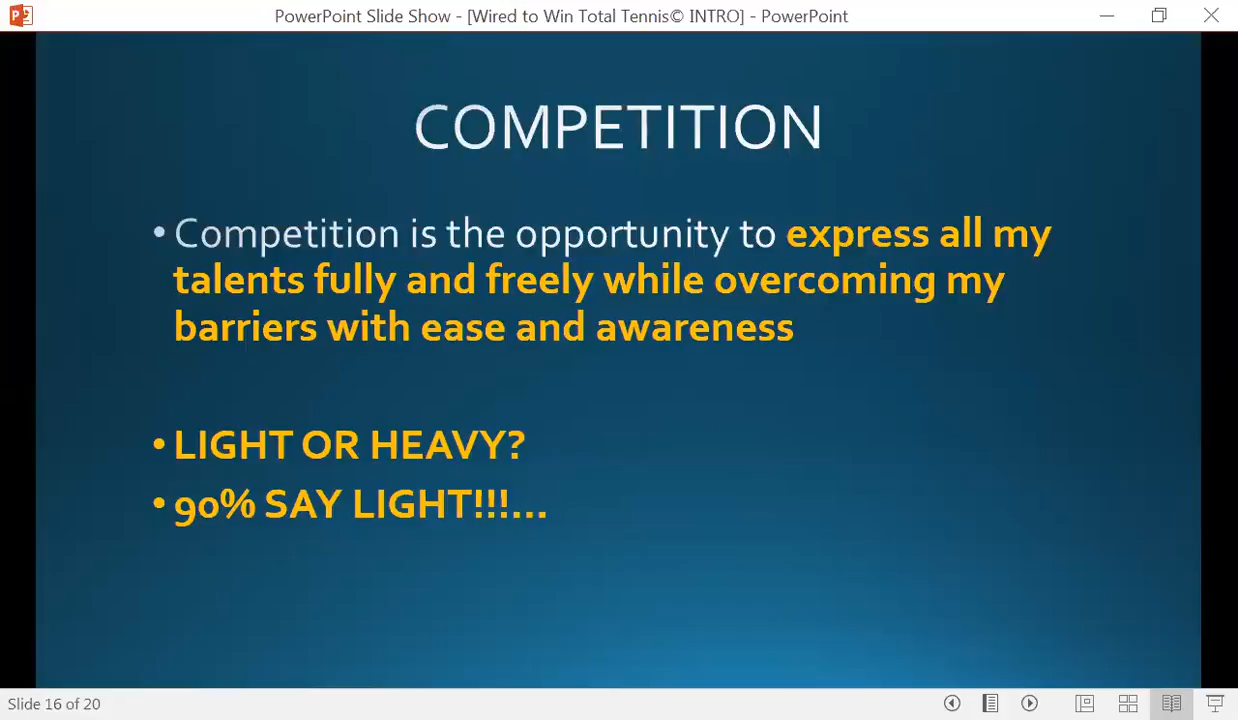 PowerPoint Slide Show - [Wired to Win Total Tennis© INTRO] - PowerPoint
COMPETITION
• Competition is the opportunity to express all my
talents fully and freely while overcoming my
barriers with ease and awareness
• LIGHT OR HEAVY?
• 90% SAY LIGHT!!!...
Slide 16 of 20